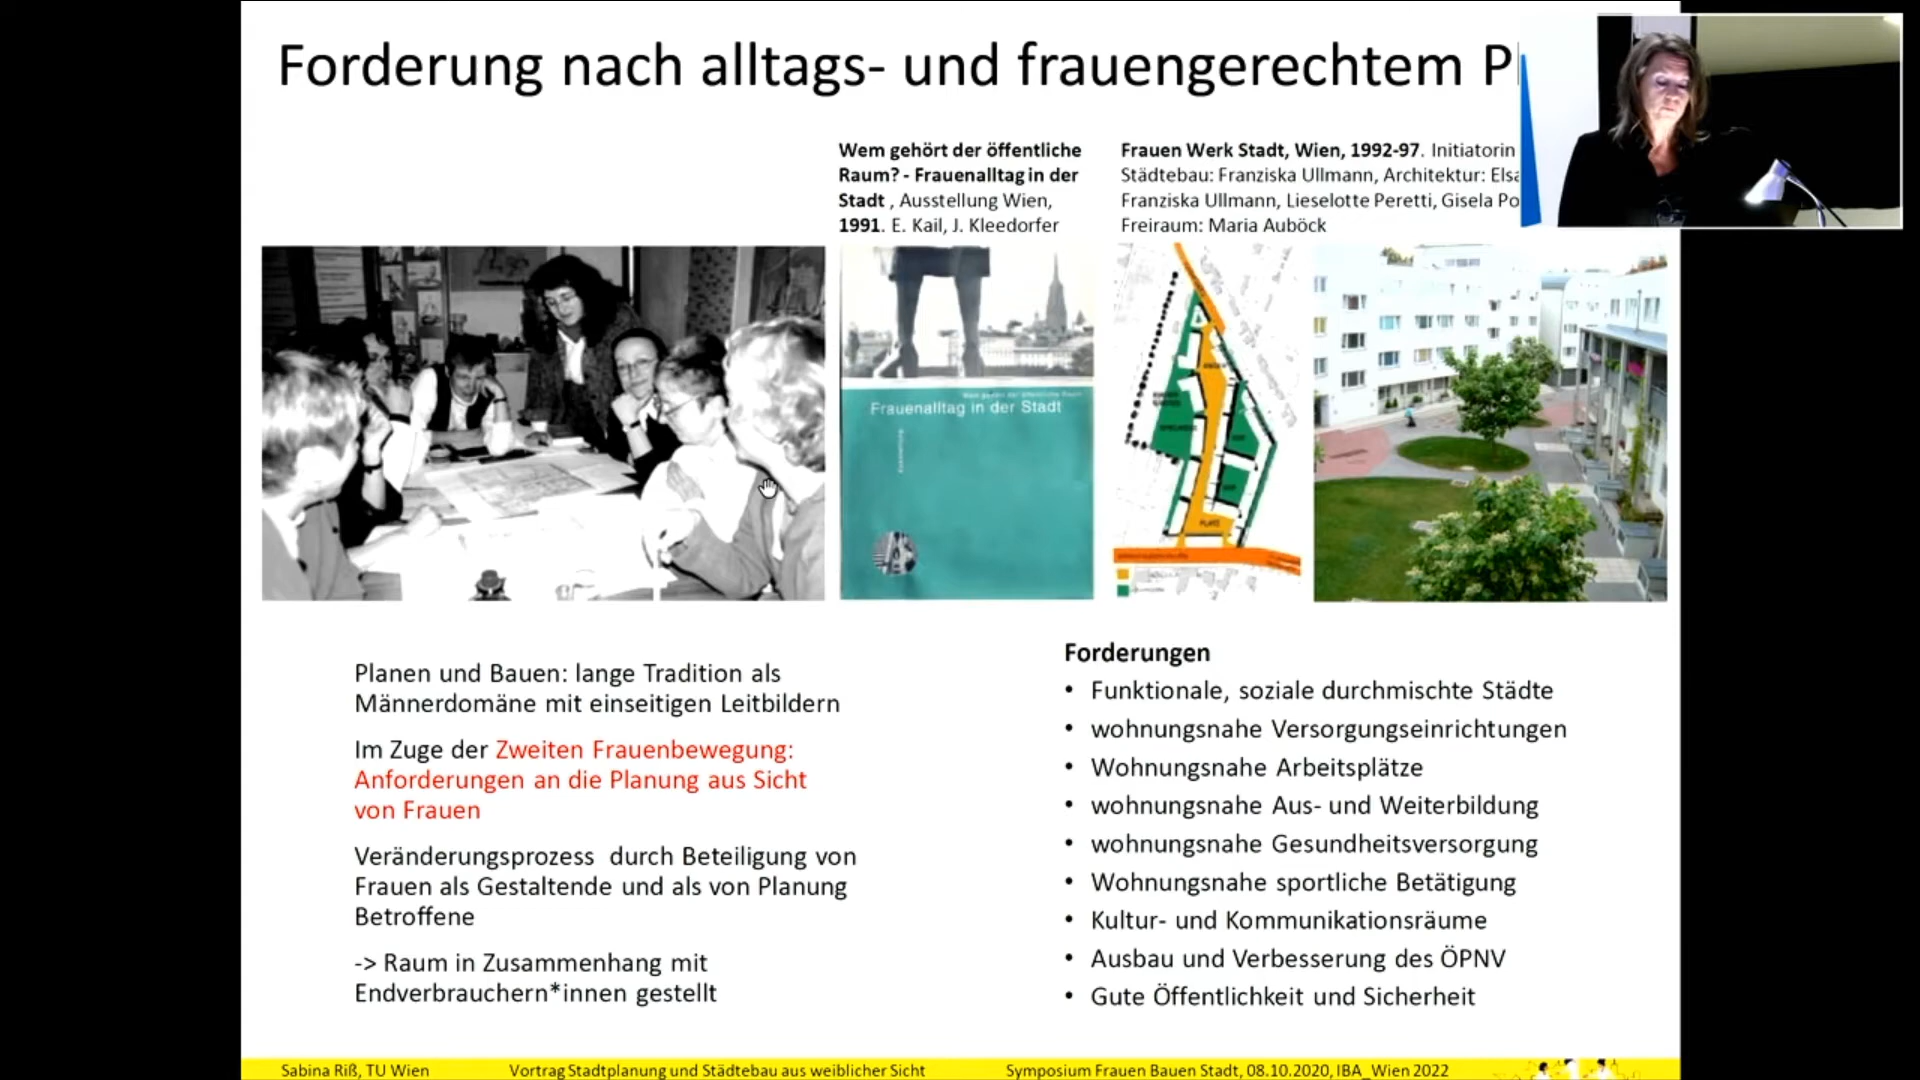 Forderung nach alltags- und frauengerechtem
Wem gehört der öffentliche
Raum? - Frauenalltag in der
Stadt , Ausstellung Wien,
1991. E. Kail, J. Kleedorfer
Frauen Werk Stadt, Wien, 1992-97. Initiatorin
Städtebau: Franziska Ullmann, Architektur:
Franziska Ullmann, Lieselotte Peretti, Gisela
Freiraum: Maria Auböck
Wem gehört der öffentliche Raum
Frauenalltag in der Stadt
PLATZ
Planen und Bauen: lange Tradition als
Männerdomäne mit einseitigen Leitbildern
Im Zuge der Zweiten Frauenbewegung:
Anforderungen an die Planung aus Sicht
von Frauen
Veränderungsprozess durch Beteiligung von
Frauen als Gestaltende und als von Planung
Betroffene
-> Raum in Zusammenhang mit
Endverbrauchern*innen gestellt
Forderungen
• Funktionale, soziale durchmischte Städte
• wohnungsnahe Versorgungseinrichtungen
• Wohnungsnahe Arbeitsplätze
• wohnungsnahe Aus- und Weiterbildung
• wohnungsnahe Gesundheitsversorgung
• Wohnungsnahe sportliche Betätigung
• Kultur- und Kommunikationsräume
• Ausbau und Verbesserung des ÖPNV
• Gute Öffentlichkeit und Sicherheit
Sabina Riß, TU Wien
Vortrag Stadtplanung und Städtebau aus weiblicher Sicht
Symposium Frauen Bauen Stadt, 08.10.2020, IBA_Wien 2022